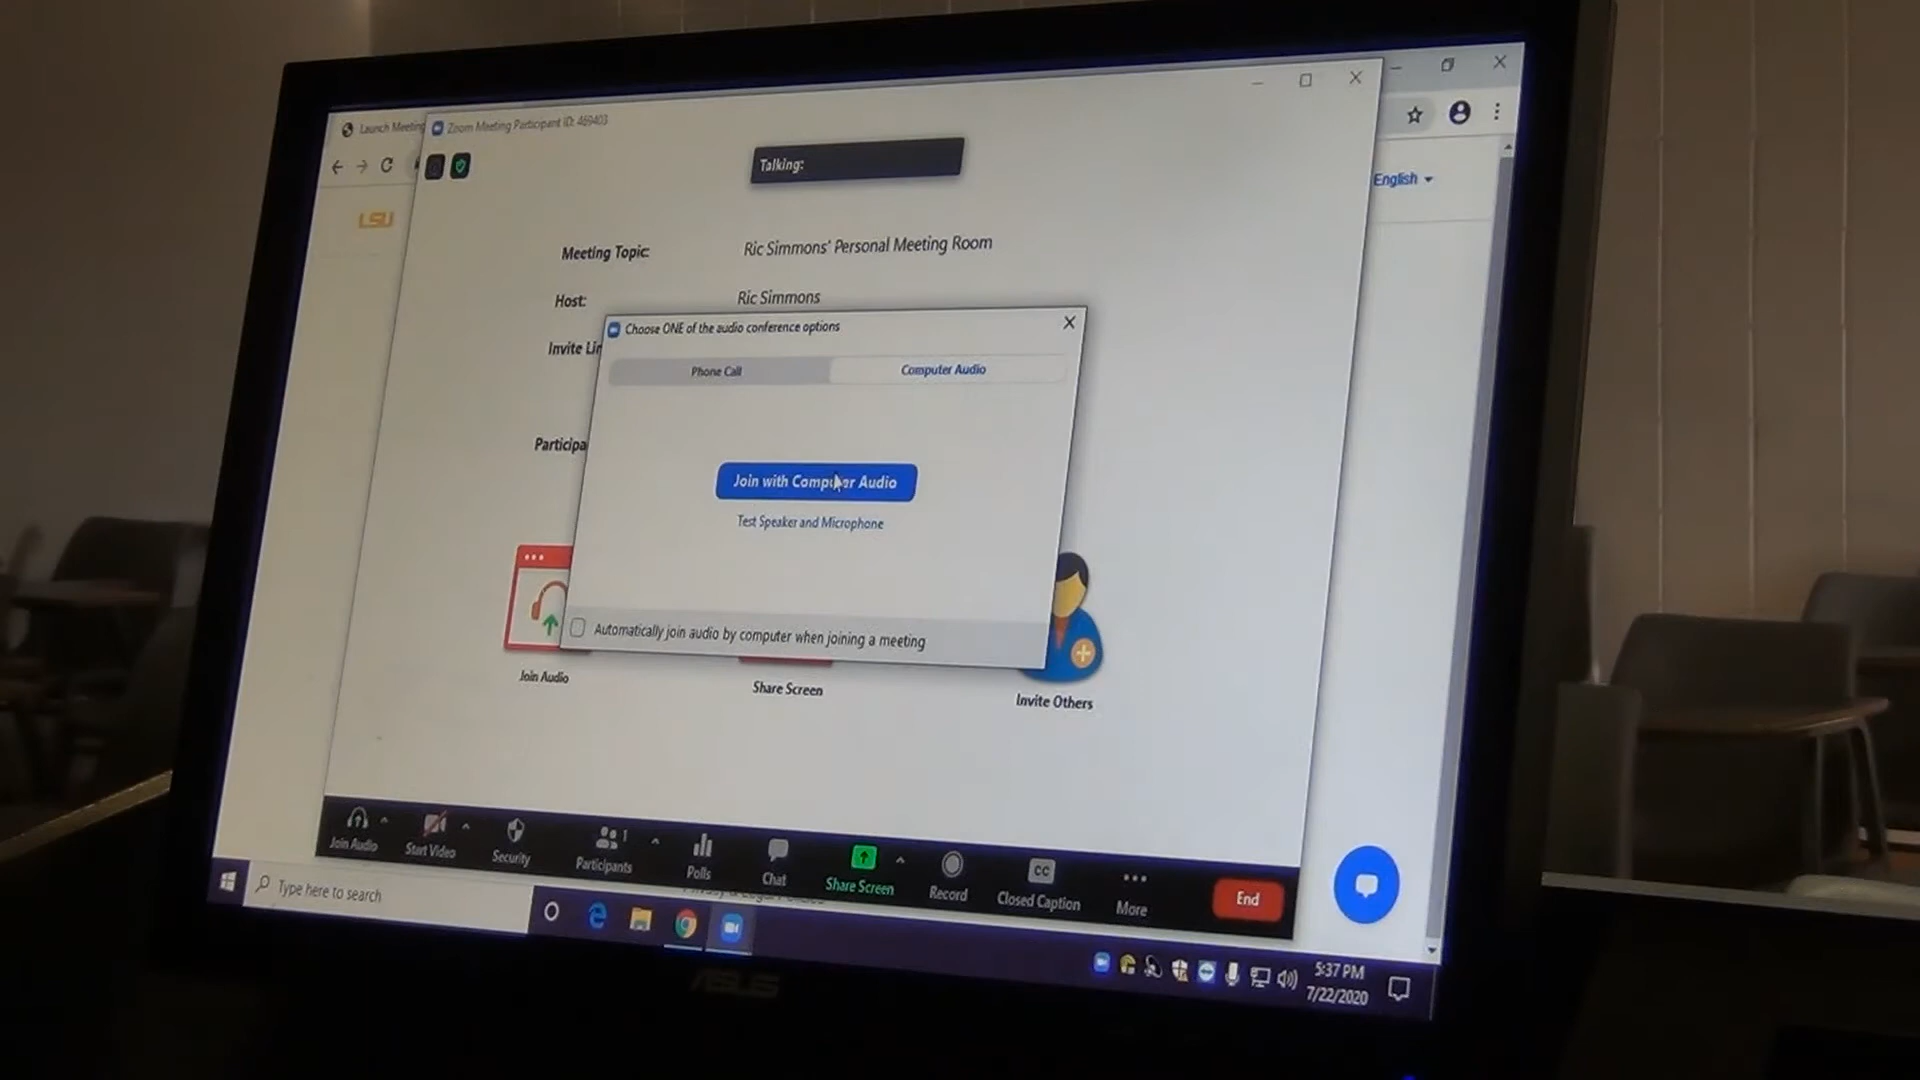 Launch Meeting
Zoom Meeting Participant ID: 469403
Talking:
English
LSU
Meeting Topic: Ric Simmons' Personal Meeting Room
Host: Ric Simmons
Choose ONE of the audio conference options
Invite Lin
Phone Call Computer Audio
Participa
Join with Computer Audio
Test Speaker and Microphone
Automatically join audio by computer when joining a meeting
Join Audio Share Screen Invite Others
Join Audio Start Video Security Participants 1 Polls Chat Share Screen Record CC Closed Caption More End
Type here to search
5:37 PM
7/22/2020
ASUS